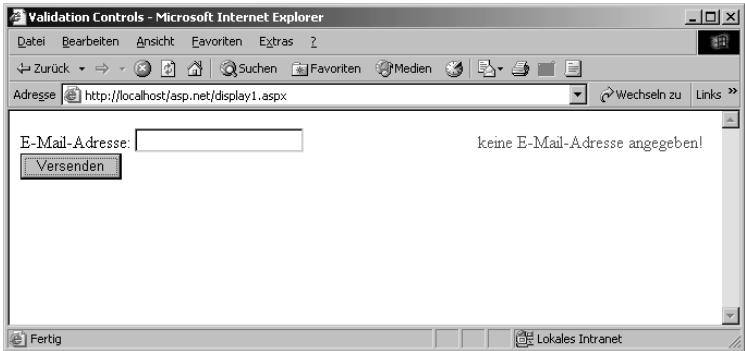 Validation Controls - Microsoft Internet Explorer
Datei Bearbeiten Ansicht Favoriten Extras ?
Zurück Suchen Favoriten Medien
Adresse http://localhost/asp.net/display1.aspx Wechseln zu Links »
E-Mail-Adresse: keine E-Mail-Adresse angegeben!
Versenden
Fertig Lokales Intranet